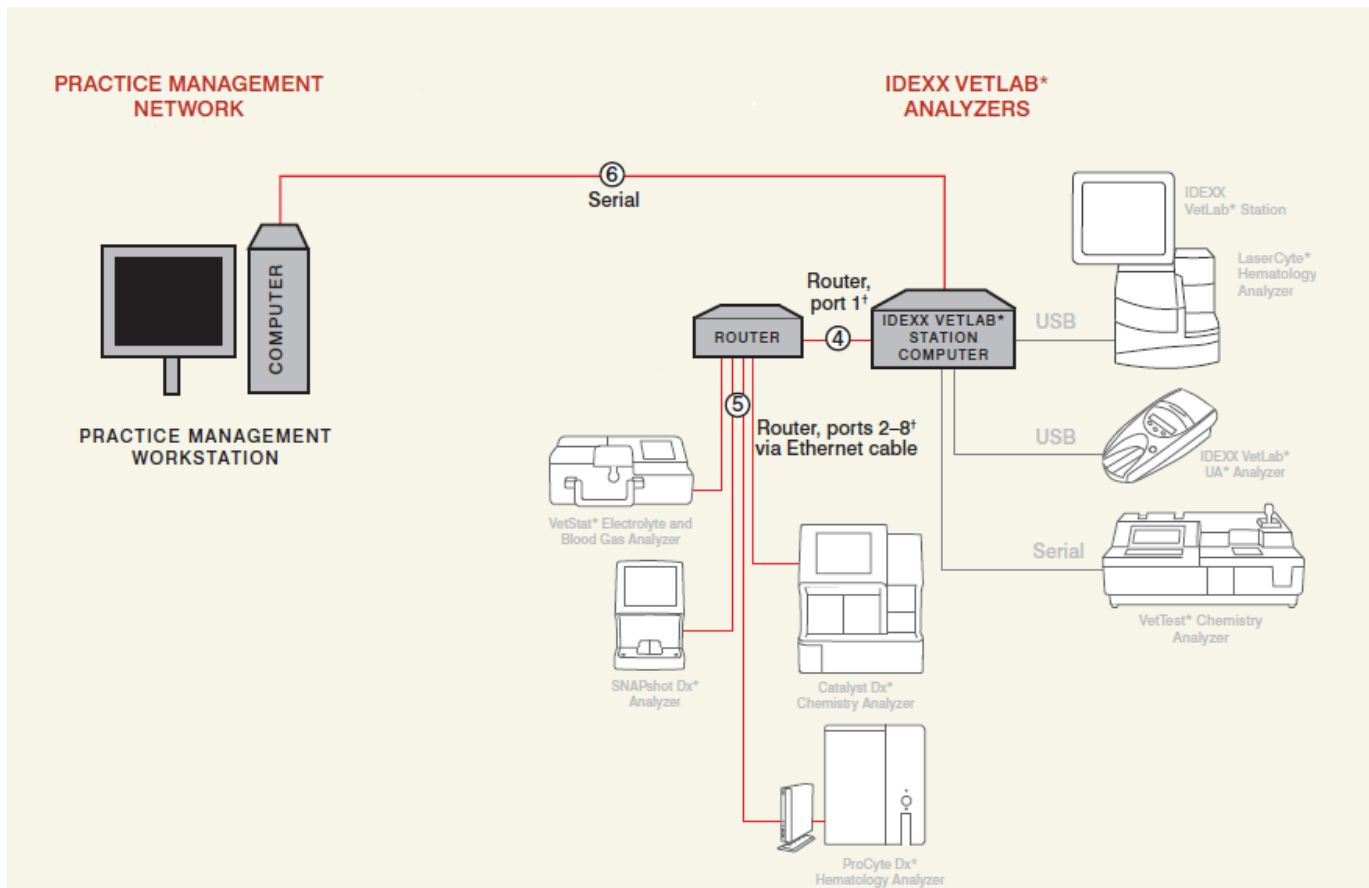 PRACTICE MANAGEMENT
NETWORK
IDEXX VETLAB*
ANALYZERS
⑥
Serial
IDEXX
VetLab* Station
LaserCyte*
Hematology
Analyzer
COMPUTER
Router,
port 1†
④
ROUTER
IDEXX VETLAB*
STATION
COMPUTER
USB
PRACTICE MANAGEMENT
WORKSTATION
⑤
Router, ports 2–8†
via Ethernet cable
USB
IDEXX VetLab*
UA* Analyzer
VetStat* Electrolyte and
Blood Gas Analyzer
Serial
VetTest* Chemistry
Analyzer
SNAPshot Dx*
Analyzer
Catalyst Dx*
Chemistry Analyzer
ProCyte Dx*
Hematology Analyzer